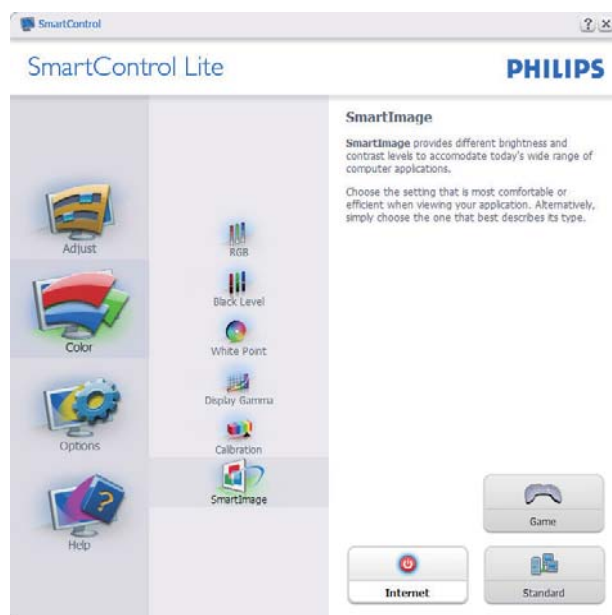 SmartControl
? x
SmartControl Lite
PHILIPS
Adjust
Color
Options
Help
RGB
Black Level
White Point
Display Gamma
Calibration
SmartImage
SmartImage
SmartImage provides different brightness and
contrast levels to accomodate today's wide range of
computer applications.
Choose the setting that is most comfortable or
efficient when viewing your application. Alternatively,
simply choose the one that best describes its type.
Game
Internet
Standard